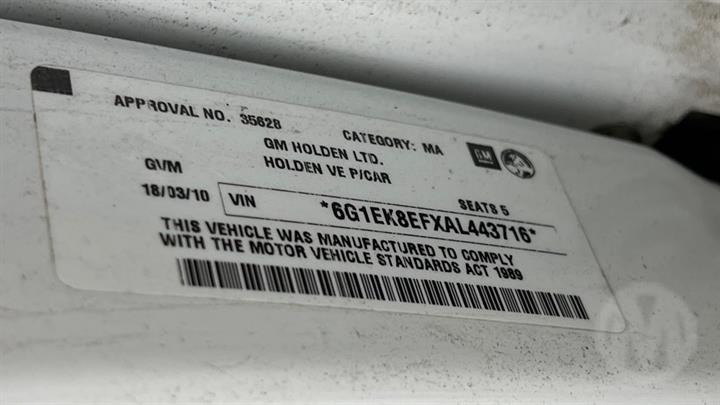 APPROVAL NO. 35628 CATEGORY: MA
GM HOLDEN LTD.
GVM HOLDEN VE P/CAR
GM
18/03/10 SEATS 5
VIN *6G1EK8EFXAL443716*
THIS VEHICLE WAS MANUFACTURED TO COMPLY
WITH THE MOTOR VEHICLE STANDARDS ACT 1989
M